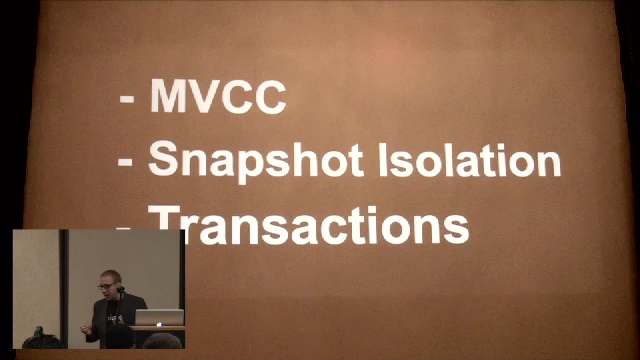 - MVCC
- Snapshot Isolation
- Transactions